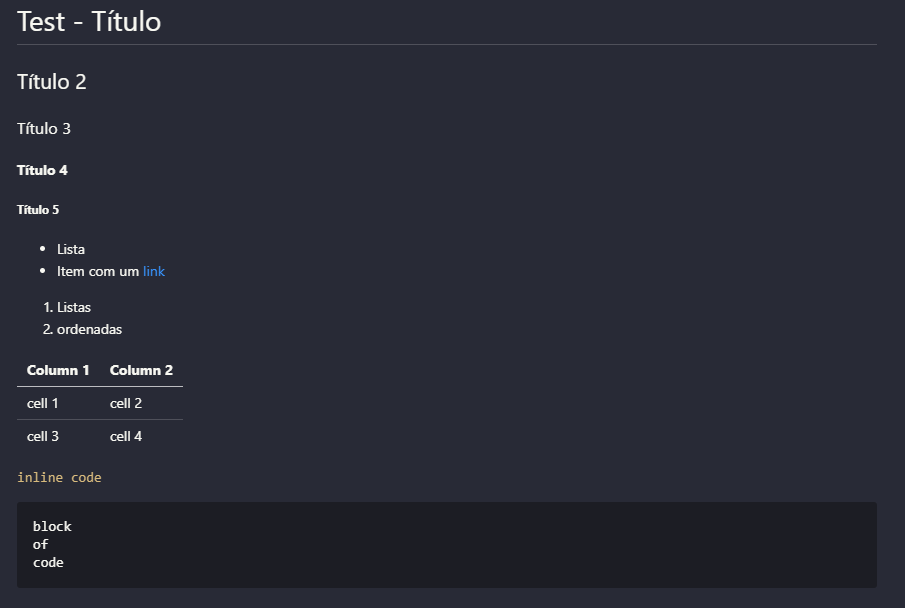 Test - Título
Título 2
Título 3
Título 4
Título 5
• Lista
• Item com um link
1. Listas
2. ordenadas
Column 1 Column 2
cell 1 cell 2
cell 3 cell 4
inline code
block
of
code